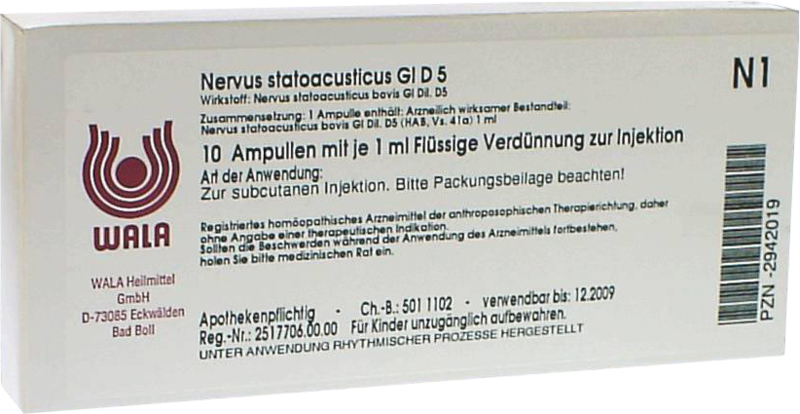 Nervus statoacusticus Gl D 5
Wirkstoff: Nervus statoacusticus bovis Gl Dil. D5
Zusammensetzung: 1 Ampulle enthält: Arzneilich wirksamer Bestandteil:
Nervus statoacusticus bovis Gl Dil. D5 (HAB, Vs. 41a) 1 ml
10 Ampullen mit je 1 ml Flüssige Verdünnung zur Injektion
Art der Anwendung:
Zur subcutanen Injektion. Bitte Packungsbeilage beachten!
Registriertes homöopathisches Arzneimittel der anthroposophischen Therapierichtung, daher
ohne Angabe einer therapeutischen Indikation.
Sollten die Beschwerden während der Anwendung des Arzneimittels fortbestehen,
holen Sie bitte medizinischen Rat ein.
Apothekenpflichtig - Ch.-B.: 501 1102 - verwendbar bis: 12.2009
Reg.-Nr.: 2517706.00.00 Für Kinder unzugänglich aufbewahren.
UNTER ANWENDUNG RHYTHMISCHER PROZESSE HERGESTELLT
WALA
WALA Heilmittel
GmbH
D-73085 Eckwälden
Bad Boll
N1
PZN -2942019